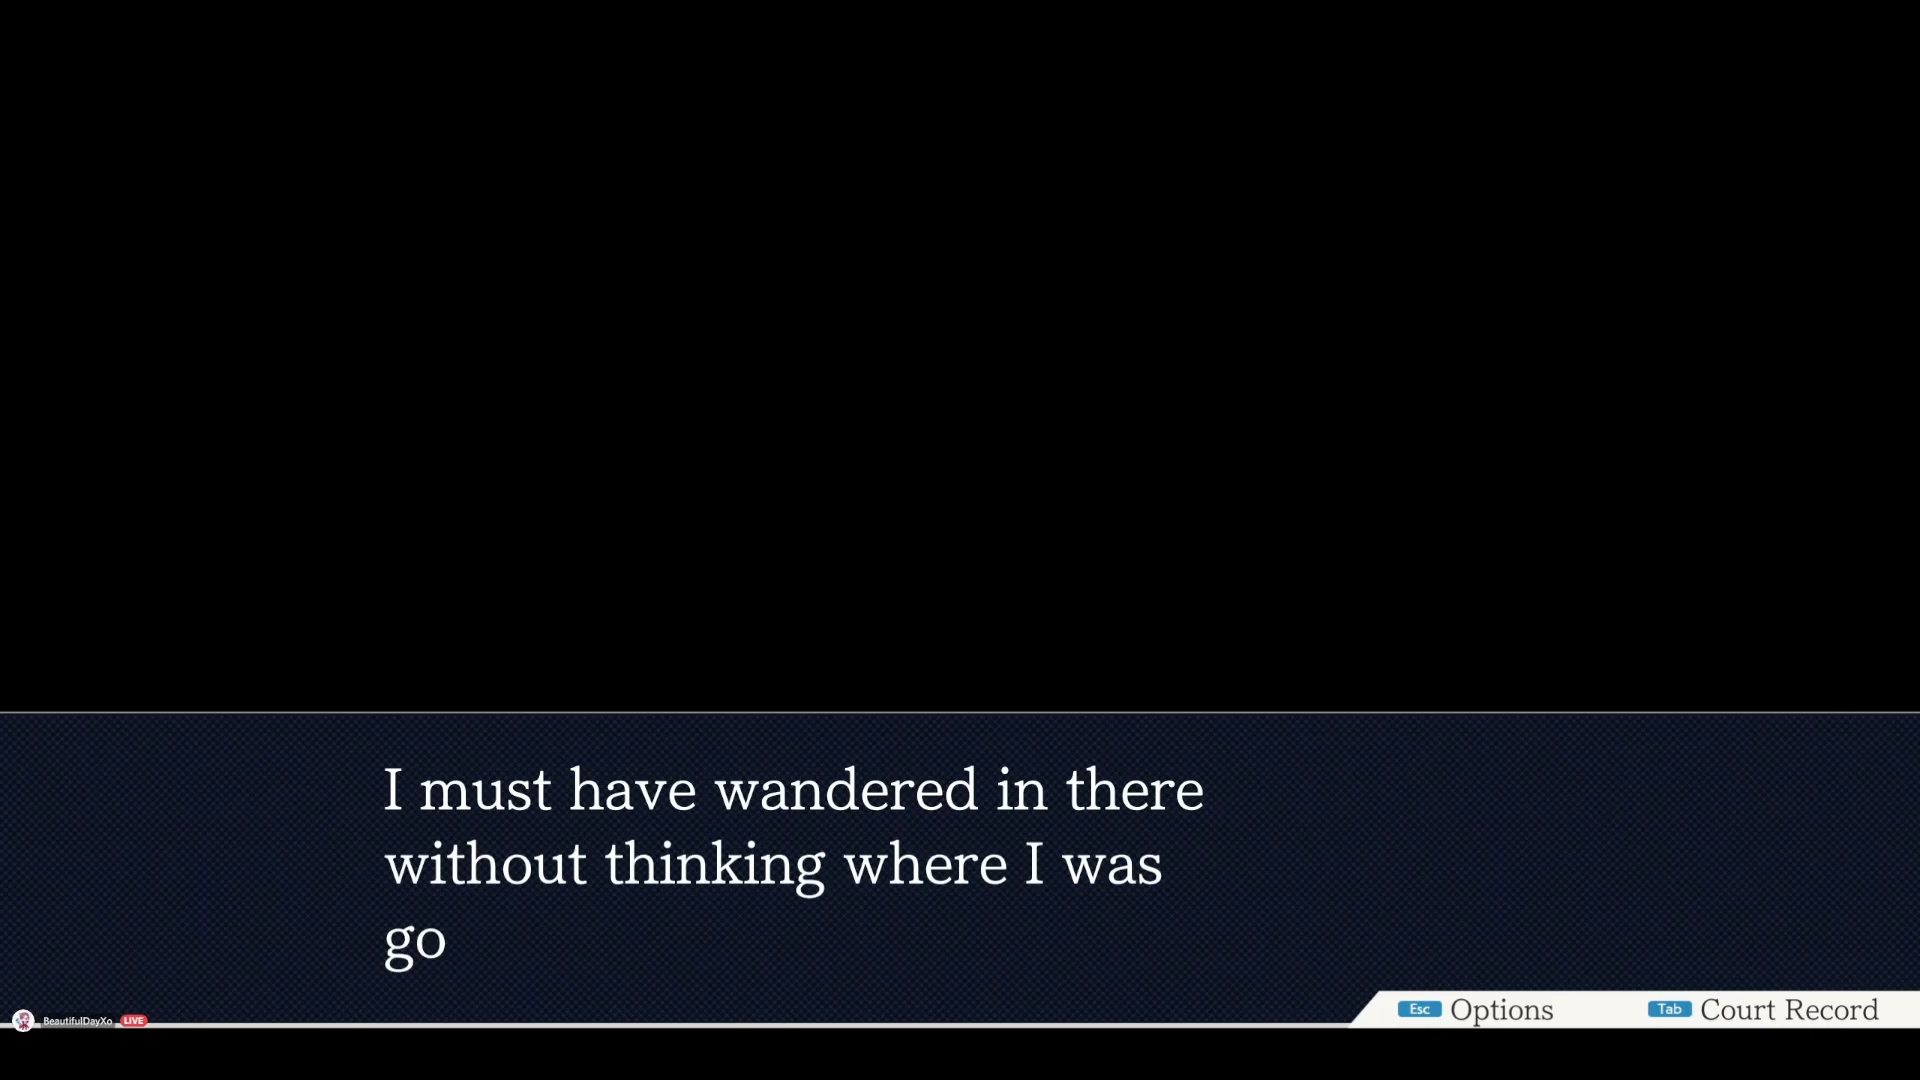 I must have wandered in there
without thinking where I was
go
BeautifulDayXo LIVE
Esc Options Tab Court Record